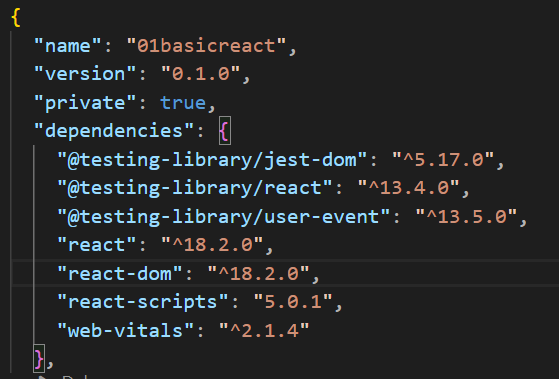 {
"name": "01basicreact",
"version": "0.1.0",
"private": true,
"dependencies": {
"@testing-library/jest-dom": "^5.17.0",
"@testing-library/react": "^13.4.0",
"@testing-library/user-event": "^13.5.0",
"react": "^18.2.0",
"react-dom": "^18.2.0",
"react-scripts": "5.0.1",
"web-vitals": "^2.1.4"
},